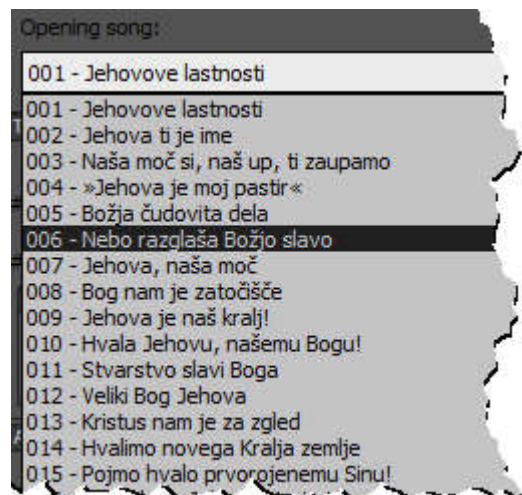 Opening song:
001 - Jehovove lastnosti
001 - Jehovove lastnosti
002 - Jehova ti je ime
003 - Naša moč si, naš up, ti zaupamo
004 - »Jehova je moj pastir«
005 - Božja čudovita dela
006 - Nebo razglaša Božjo slavo
007 - Jehova, naša moč
008 - Bog nam je zatočišče
009 - Jehova je naš kralj!
010 - Hvala Jehovu, našemu Bogu!
011 - Stvarstvo slavi Boga
012 - Veliki Bog Jehova
013 - Kristus nam je za zgled
014 - Hvalimo novega Kralja zemlje
015 - Pojmo hvalo prvorojenemu Sinu!